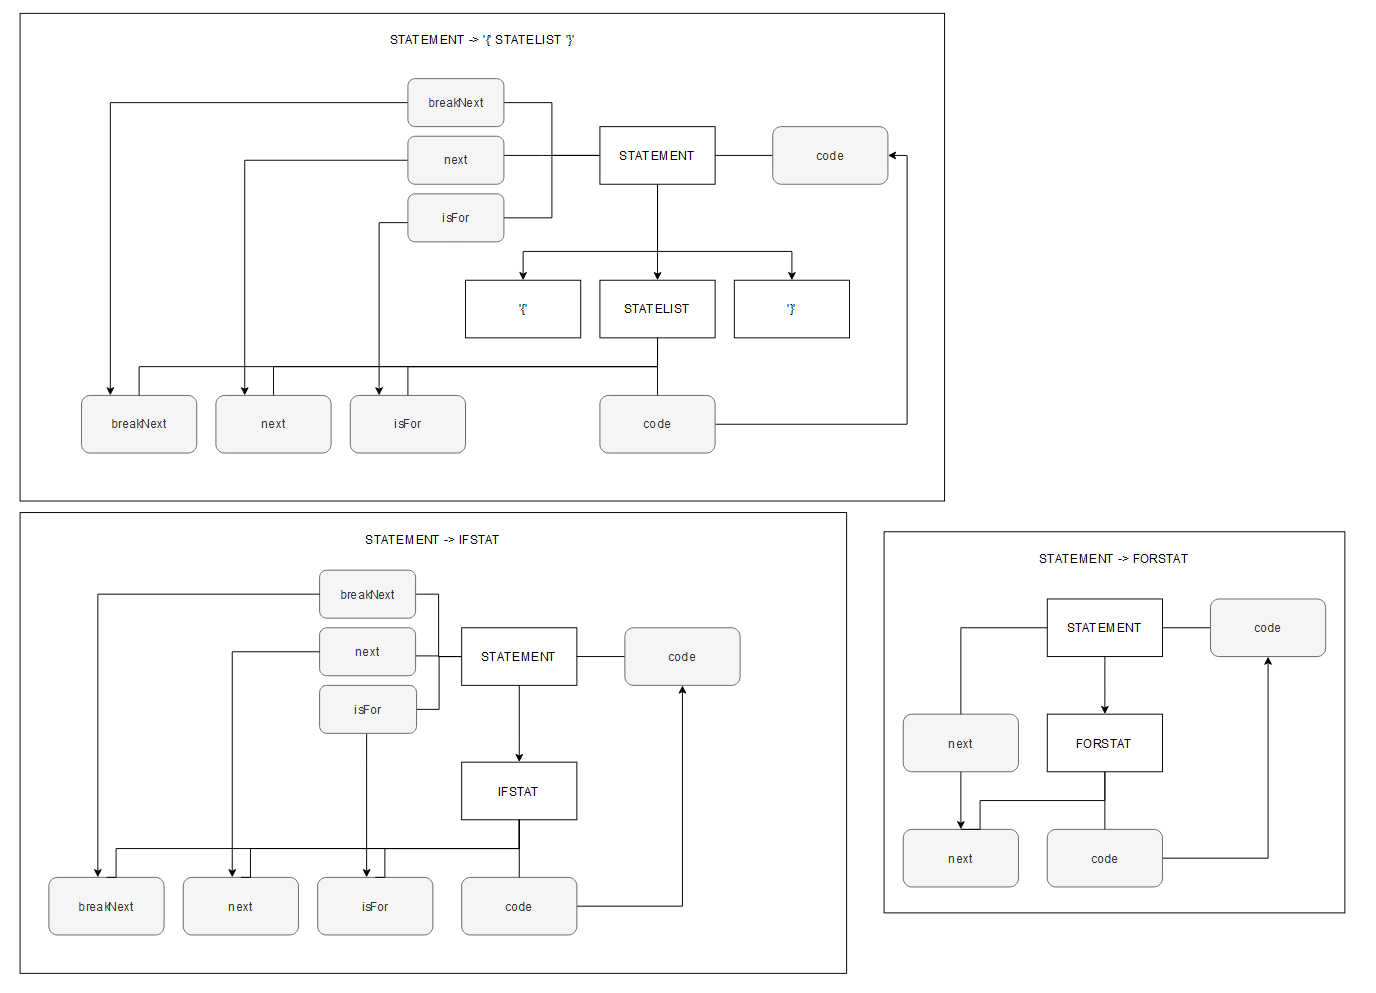 STATEMENT -> '{' STATELIST '}'
breakNext
next
isFor
STATEMENT
code
'{'
STATELIST
'}'
breakNext
next
isFor
code
STATEMENT -> IFSTAT
breakNext
next
isFor
STATEMENT
code
IFSTAT
breakNext
next
isFor
code
STATEMENT -> FORSTAT
STATEMENT
code
next
FORSTAT
next
code